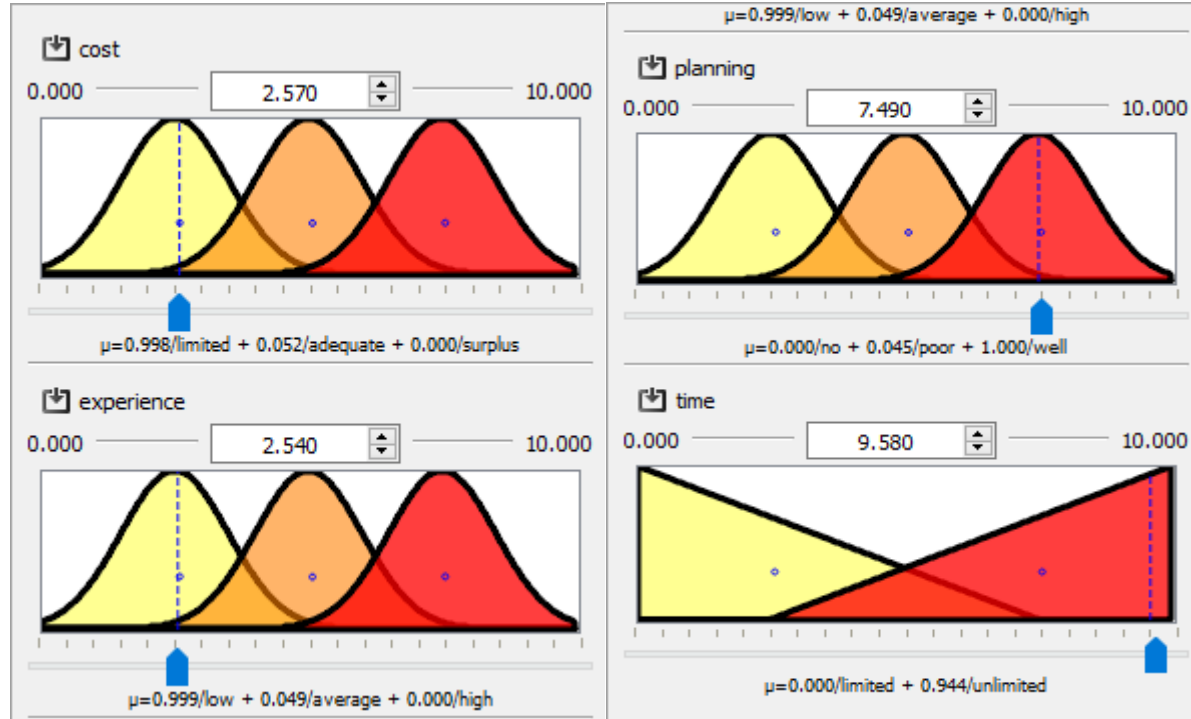 cost
0.000 2.570 10.000
μ=0.998/limited + 0.052/adequate + 0.000/surplus
experience
0.000 2.540 10.000
μ=0.999/low + 0.049/average + 0.000/high
μ=0.999/low + 0.049/average + 0.000/high
planning
0.000 7.490 10.000
μ=0.000/no + 0.045/poor + 1.000/well
time
0.000 9.580 10.000
μ=0.000/limited + 0.944/unlimited